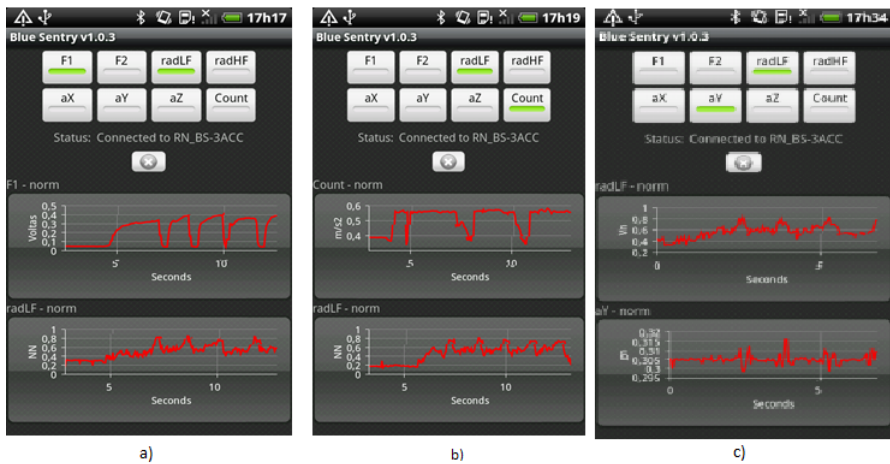 17h17
Blue Sentry v1.0.3
F1 F2 radLF radHF
aX aY aZ Count
Status: Connected to RN_BS-3ACC
F1 - norm
0,5
0,4
0,3
0,2
0,1
0
Voltas
5 10
Seconds
radLF - norm
1
0,8
0,6
0,4
0,2
0
NN
5 10
Seconds
a)
17h19
Blue Sentry v1.0.3
F1 F2 radLF radHF
aX aY aZ Count
Status: Connected to RN_BS-3ACC
Count - norm
0,6
0,5
0,4
m/s2
5 10
Seconds
radLF - norm
1
0,8
0,6
0,4
0,2
0
NN
5 10
Seconds
b)
17h34
Blue Sentry v1.0.3
F1 F2 radLF radHF
aX aY aZ Count
Status: Connected to RN_BS-3ACC
radLF - norm
1
0,8
0,6
0,4
0,2
0 5
Seconds
aY - norm
0,32
0,315
0,31
0,305
0,3
0,295
0 5
Seconds
c)